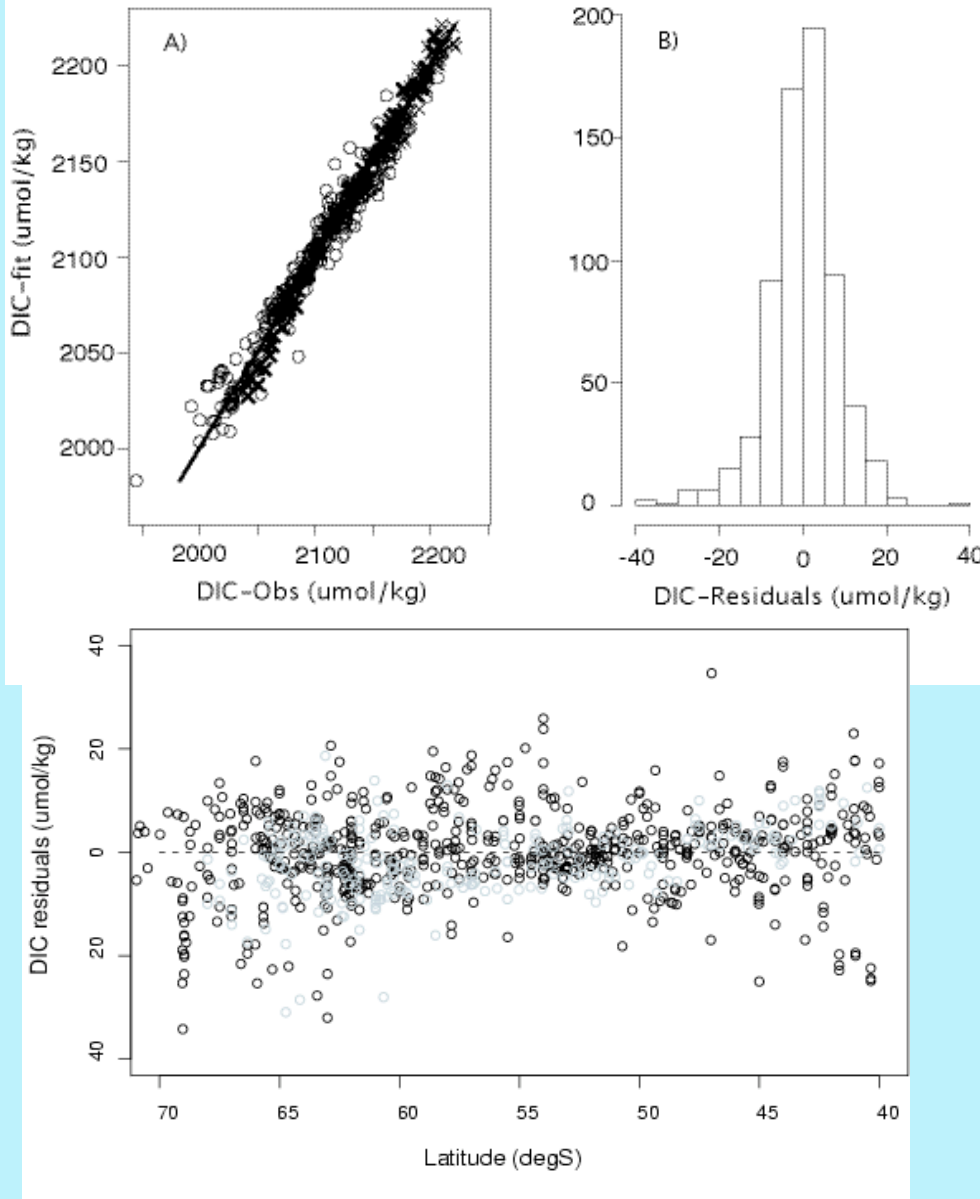 A)
DIC-fit (umol/kg)
2200
2150
2100
2050
2000
2000 2100 2200
DIC-Obs (umol/kg)
B)
200
150
100
50
0
-40 -20 0 20 40
DIC-Residuals (umol/kg)
DIC residuals (umol/kg)
40
20
0
20
40
70 65 60 55 50 45 40
Latitude (degS)